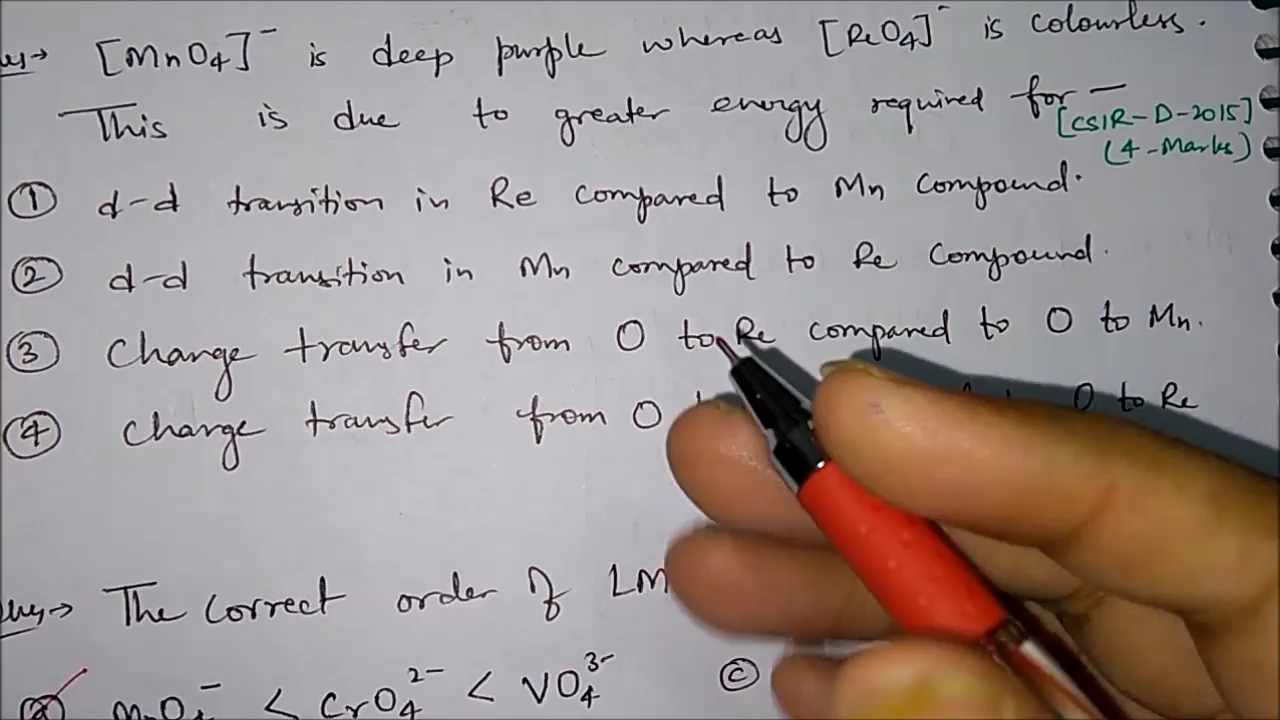 [MnO4]⁻ is deep purple whereas [ReO4]⁻ is colourless.
This is due to greater energy required for —
[CSIR-D-2015]
(4-Marks)
① d-d transition in Re compared to Mn compound.
② d-d transition in Mn compared to Re compound.
③ change transfer from O to Re compared to O to Mn.
④ change transfer from O O to Re
The correct order of LM
MnO4⁻ < CrO4²⁻ < VO4³⁻
ⓒ